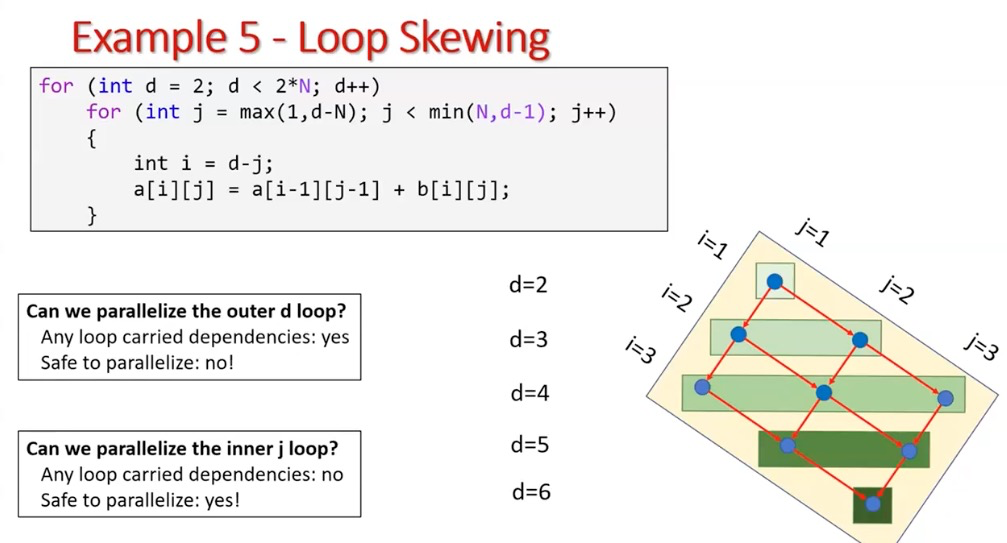 Example 5 - Loop Skewing
for (int d = 2; d < 2*N; d++)
for (int j = max(1,d-N); j < min(N,d-1); j++)
{
int i = d-j;
a[i][j] = a[i-1][j-1] + b[i][j];
}
Can we parallelize the outer d loop?
Any loop carried dependencies: yes
Safe to parallelize: no!
Can we parallelize the inner j loop?
Any loop carried dependencies: no
Safe to parallelize: yes!
d=2
d=3
d=4
d=5
d=6
i=1
i=2
i=3
j=1
j=2
j=3